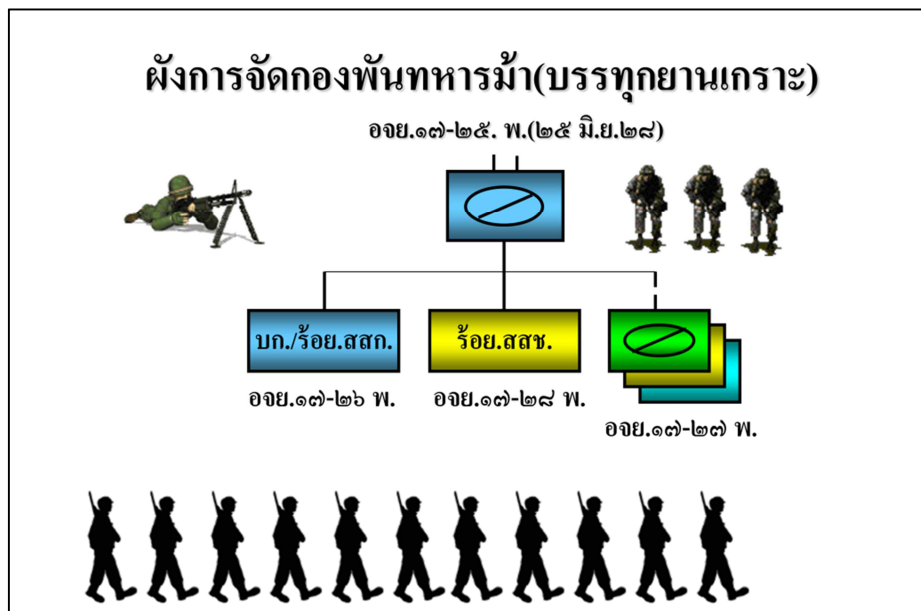 ผังการจัดกองพันทหารม้า(บรรทุกยานเกราะ)
อจย.๑๗-๒๕. พ.(๒๕ มิ.ย.๒๘)
บก./ร้อย.สสก.
ร้อย.สสช.
อจย.๑๗-๒๖ พ.
อจย.๑๗-๒๘ พ.
อจย.๑๗-๒๗ พ.